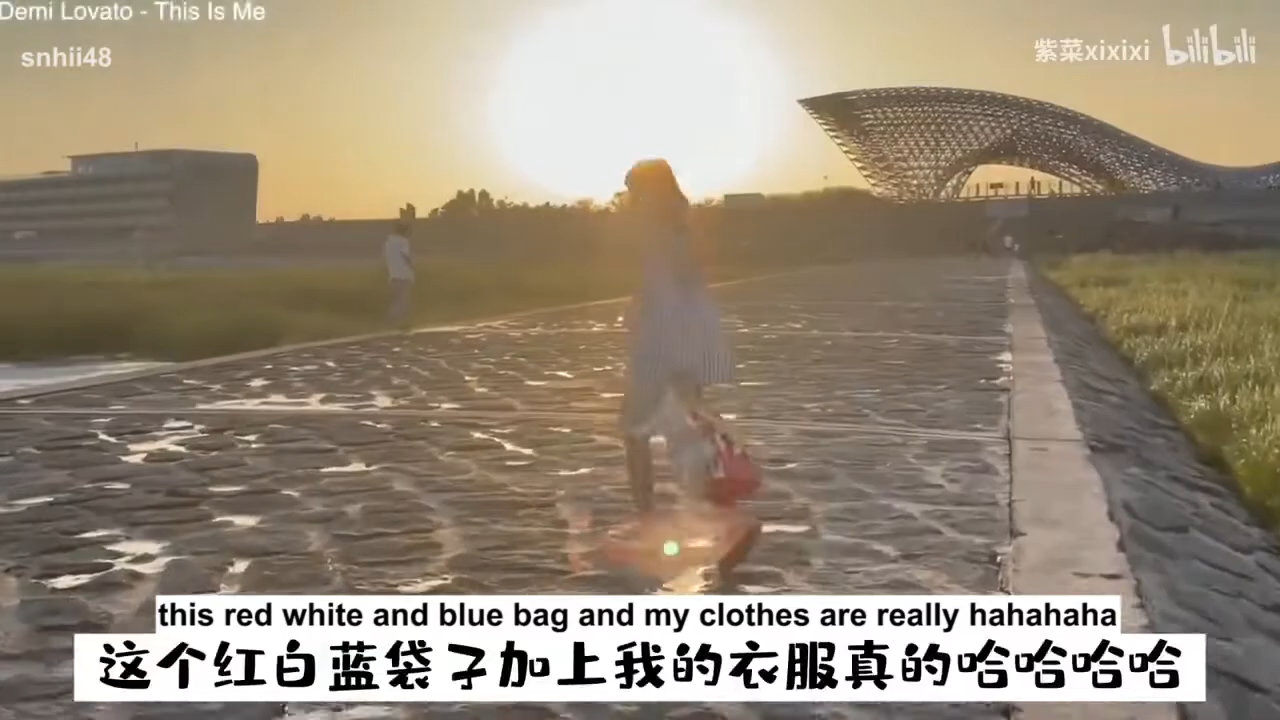 Demi Lovato - This Is Me
snhii48
紫菜xixixi bilibili
this red white and blue bag and my clothes are really hahahaha
这个红白蓝袋子加上我的衣服真的哈哈哈哈